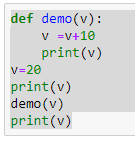 def demo(v):
    v =v+10
    print(v)
v=20
print(v)
demo(v)
print(v)